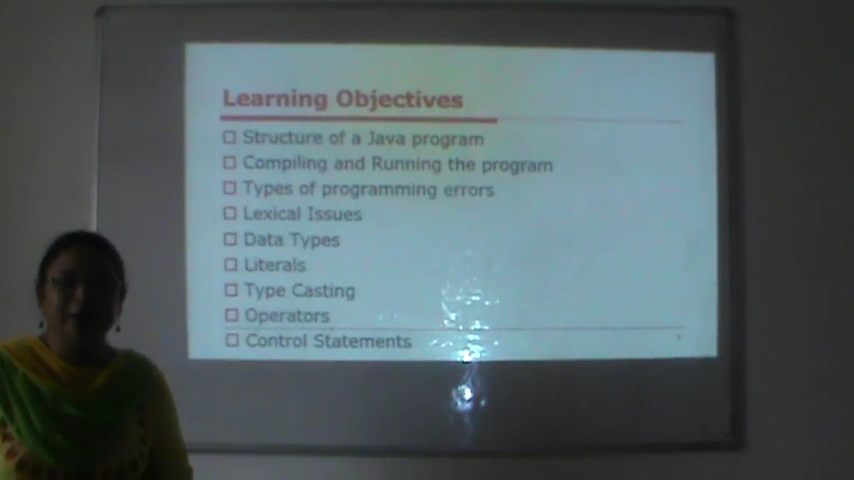 Learning Objectives
Structure of a Java program
Compiling and Running the program
Types of programming errors
Lexical Issues
Data Types
Literals
Type Casting
Operators
Control Statements